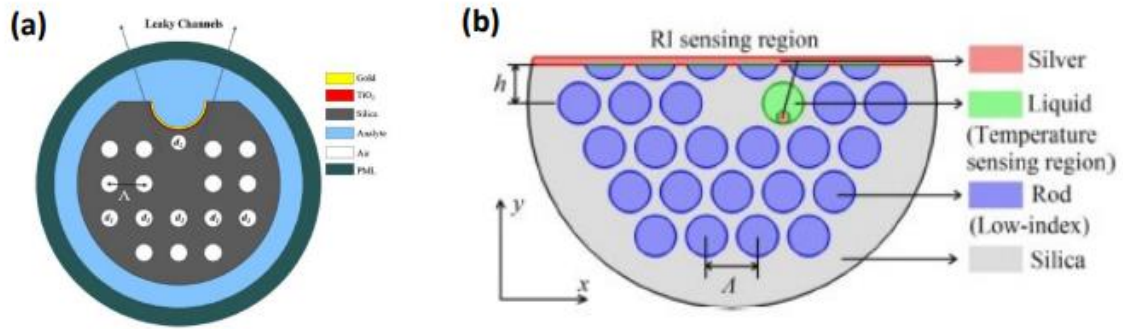 (a)
Leaky Channels
Gold
TiO₂
Silica
Analyte
Air
PML
Λ
(b)
RI sensing region
h
y
x
Λ
Silver
Liquid
(Temperature
sensing region)
Rod
(Low-index)
Silica